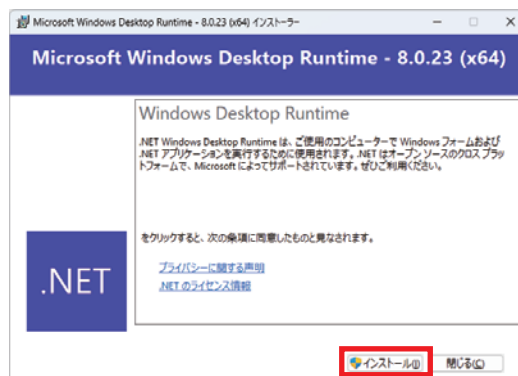 Microsoft Windows Desktop Runtime - 8.0.23 (x64) インストーラー
Microsoft Windows Desktop Runtime - 8.0.23 (x64)
Windows Desktop Runtime
.NET Windows Desktop Runtime は、ご使用のコンピューターで Windows フォームおよび
.NET アプリケーションを実行するために使用されます。.NET はオープン ソースのクロス プラッ
トフォームで、Microsoft によってサポートされています。ぜひご利用ください。
をクリックすると、次の条項に同意したものと見なされます。
プライバシーに関する声明
.NET のライセンス情報
.NET
インストール(I)
閉じる(C)